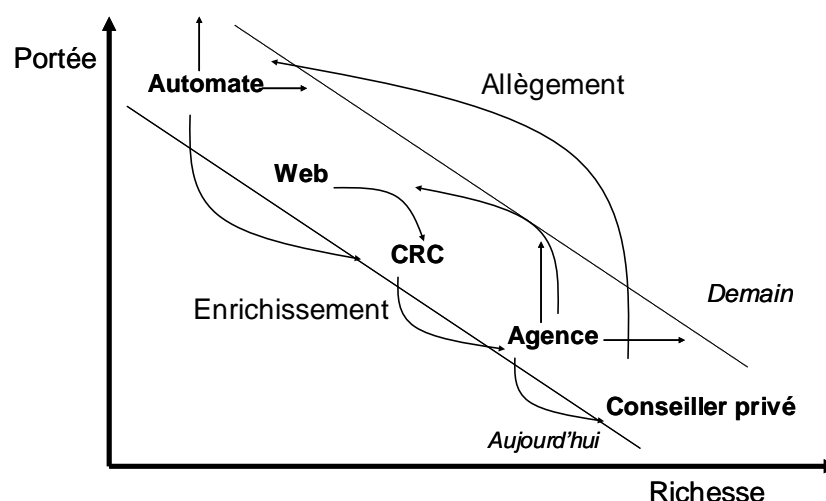 Portée
Automate
Allègement
Web
CRC
Enrichissement
Demain
Agence
Conseiller privé
Aujourd'hui
Richesse